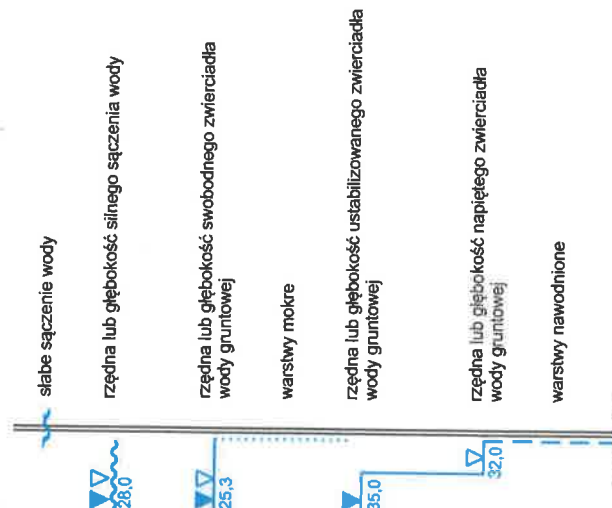 słabe sączenie wody
rzędna lub głębokość silnego sączenia wody
28,0
rzędna lub głębokość swobodnego zwierciadła
wody gruntowej
25,3
warstwy mokre
rzędna lub głębokość ustabilizowanego zwierciadła
wody gruntowej
35,0
rzędna lub głębokość napiętego zwierciadła
wody gruntowej
32,0
warstwy nawodnione